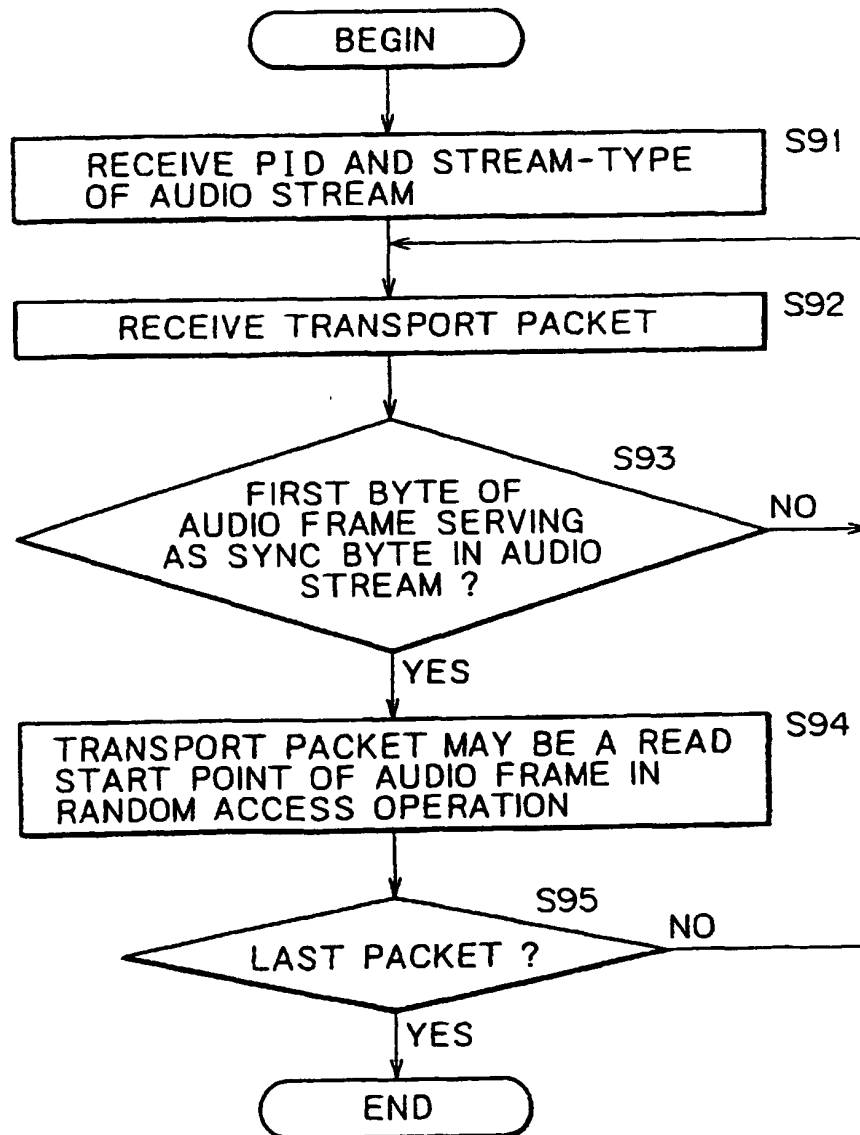 BEGIN
S91
RECEIVE PID AND STREAM-TYPE
OF AUDIO STREAM
S92
RECEIVE TRANSPORT PACKET
S93
FIRST BYTE OF
AUDIO FRAME SERVING
AS SYNC BYTE IN AUDIO
STREAM ?
NO
YES
S94
TRANSPORT PACKET MAY BE A READ
START POINT OF AUDIO FRAME IN
RANDOM ACCESS OPERATION
S95
LAST PACKET ?
NO
YES
END